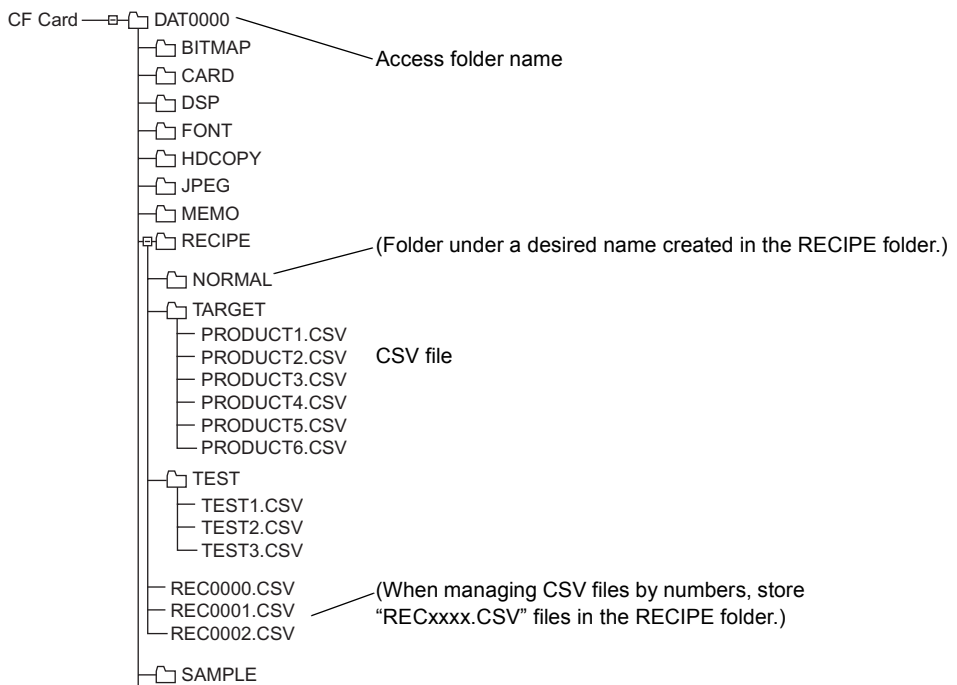 CF Card DAT0000
BITMAP
Access folder name
CARD
DSP
FONT
HDCOPY
JPEG
MEMO
RECIPE
(Folder under a desired name created in the RECIPE folder.)
NORMAL
TARGET
PRODUCT1.CSV
PRODUCT2.CSV CSV file
PRODUCT3.CSV
PRODUCT4.CSV
PRODUCT5.CSV
PRODUCT6.CSV
TEST
TEST1.CSV
TEST2.CSV
TEST3.CSV
REC0000.CSV
REC0001.CSV
REC0002.CSV
(When managing CSV files by numbers, store
“RECxxxx.CSV” files in the RECIPE folder.)
SAMPLE